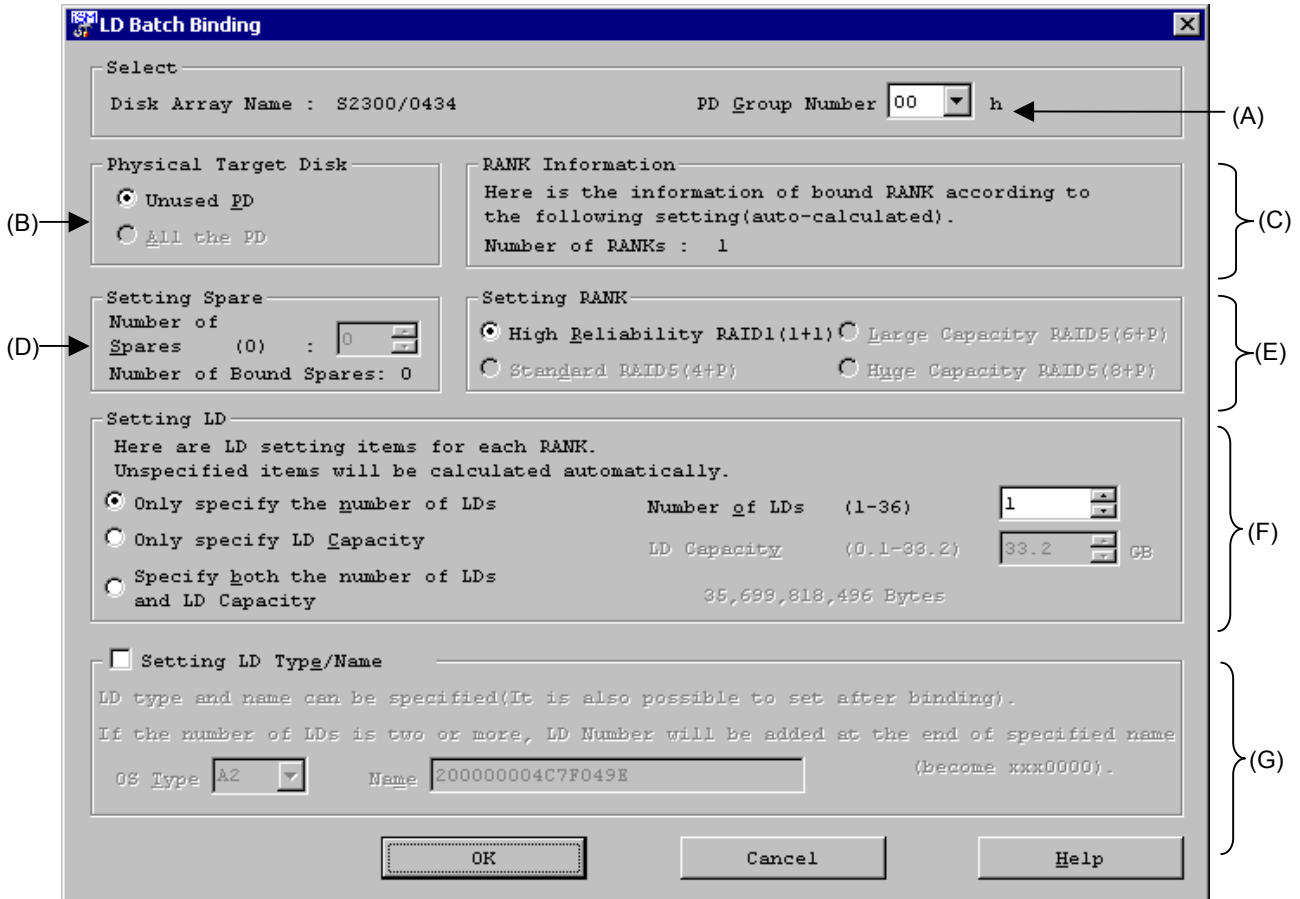 LD Batch Binding
Select
Disk Array Name : S2300/0434
PD Group Number 00 h
(A)
Physical Target Disk
Unused PD
All the PD
(B)
RANK Information
Here is the information of bound RANK according to
the following setting(auto-calculated).
Number of RANKs : 1
(C)
Setting Spare
Number of
Spares (0) : 0
Number of Bound Spares: 0
(D)
Setting RANK
High Reliability RAID1(1+1) Large Capacity RAID5(6+P)
Standard RAID5(4+P) Huge Capacity RAID5(8+P)
(E)
Setting LD
Here are LD setting items for each RANK.
Unspecified items will be calculated automatically.
Only specify the number of LDs
Number of LDs (1-36) 1
Only specify LD Capacity
LD Capacity (0.1-33.2) 33.2 GB
Specify both the number of LDs
and LD Capacity
35,699,818,496 Bytes
(F)
Setting LD Type/Name
LD type and name can be specified(It is also possible to set after binding).
If the number of LDs is two or more, LD Number will be added at the end of specified name
(become xxx0000).
OS Type A2 Name 200000004C7F049E
(G)
OK Cancel Help